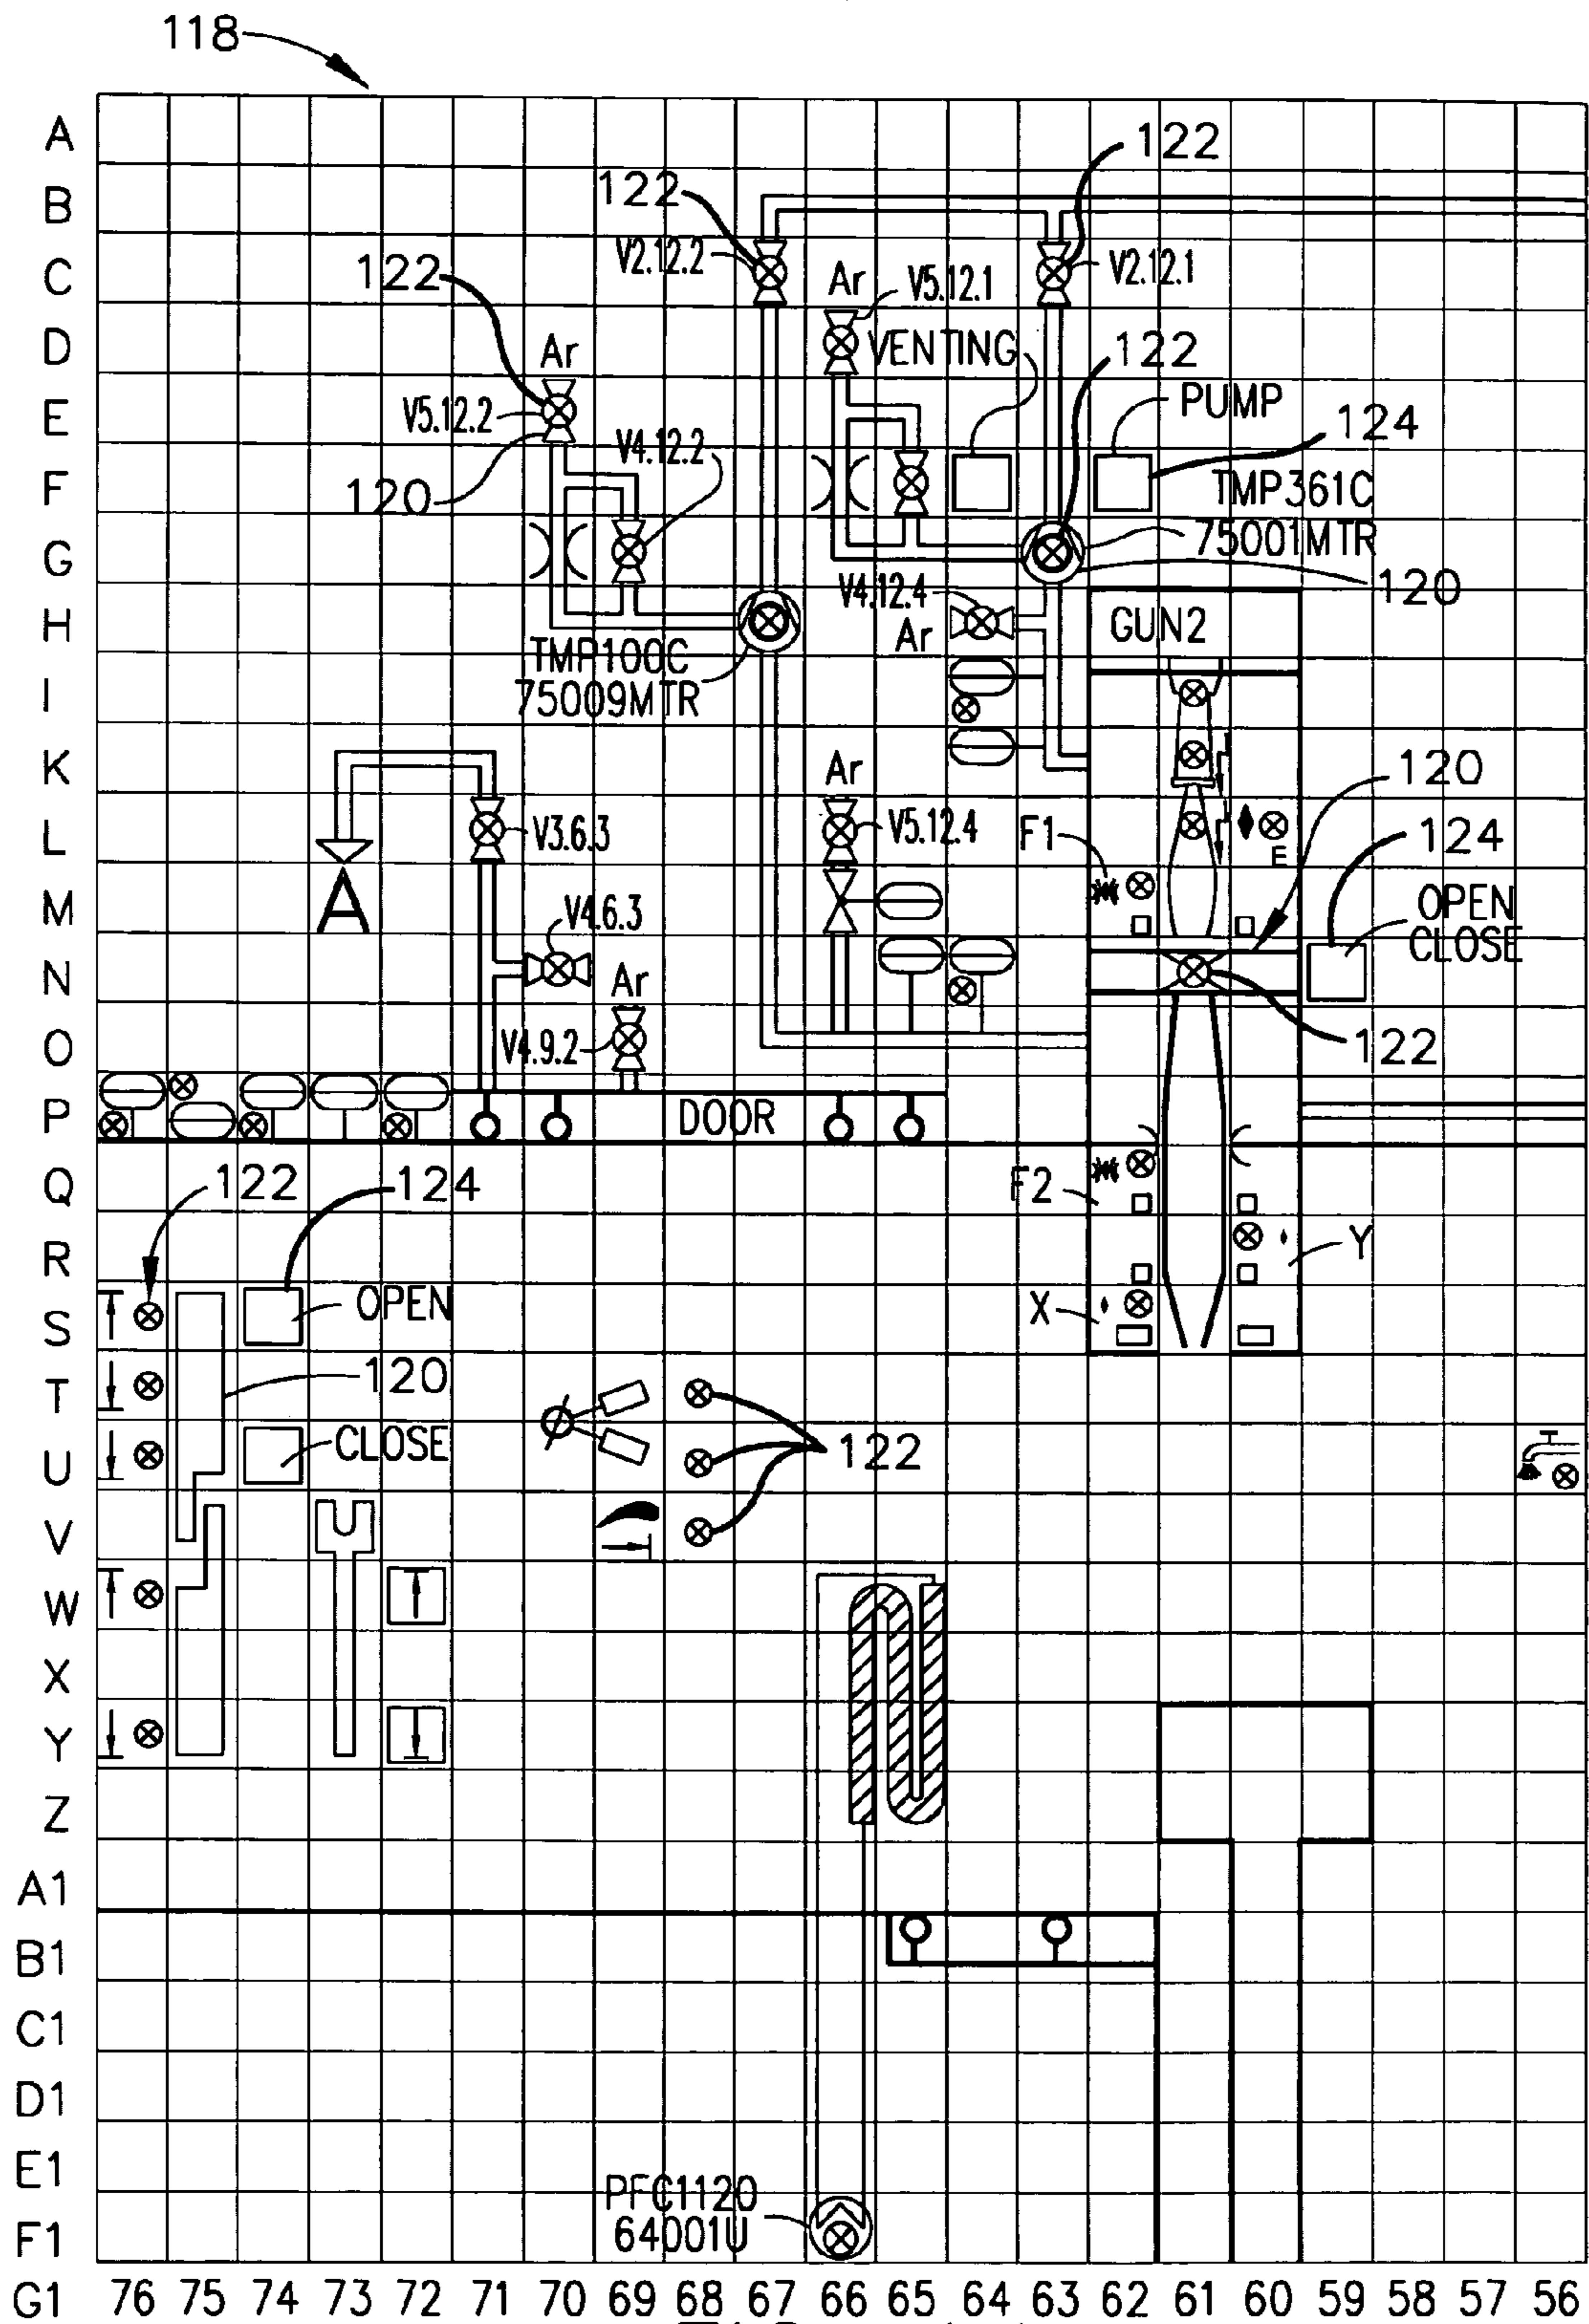 118
A
122
B
122
V2.12.2
V2.12.1
C
122
Ar
V5.12.1
D
Ar
VENTING
122
E
V5.12.2
PUMP
V4.12.2
124
F
120
TMP361C
G
75001MTR
V4.12.4
120
H
Ar
GUN2
TMP100C
I
75009MTR
K
Ar
120
L
V3.6.3
V5.12.4
F1
E
124
M
A
V4.6.3
OPEN
CLOSE
N
Ar
O
V4.9.2
122
P
DOOR
Q
122
124
F2
R
Y
S
OPEN
X
T
120
U
CLOSE
122
V
W
X
Y
Z
A1
B1
C1
D1
E1
PFC1120
F1
64001U
G1 76 75 74 73 72 71 70 69 68 67 66 65 64 63 62 61 60 59 58 57 56